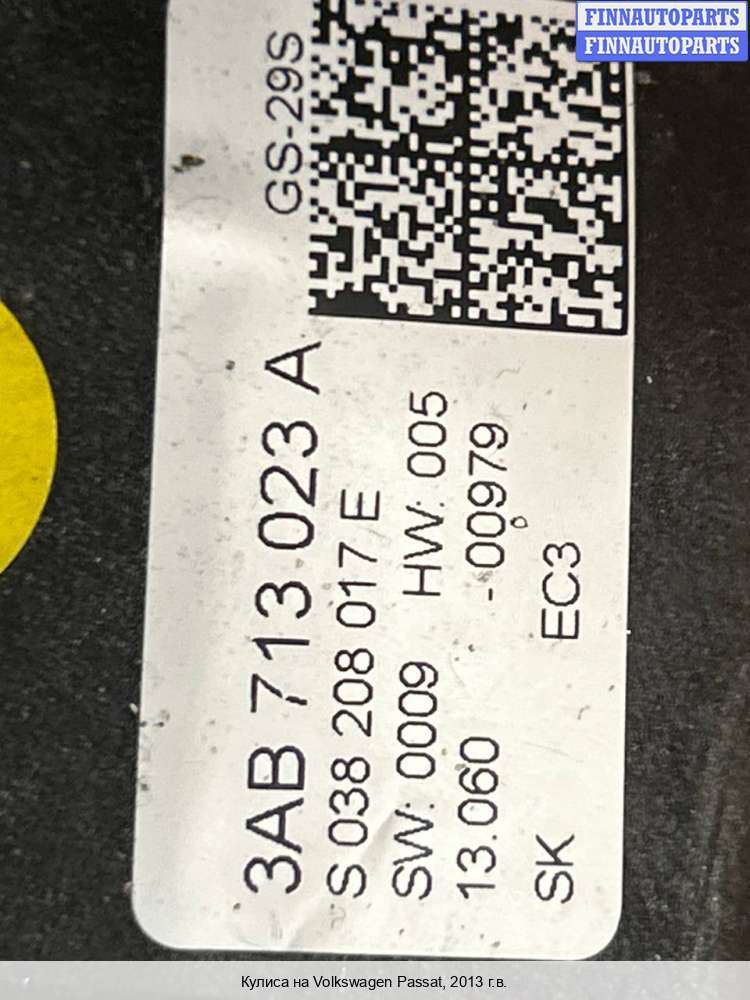 FINNAUTOPARTS
FINNAUTOPARTS
GS-29S
3AB 713 023 A
S 038 208 017 E
SW: 0009 HW: 005
13.060 - 00979
SK EC3
Кулиса на Volkswagen Passat, 2013 г.в.